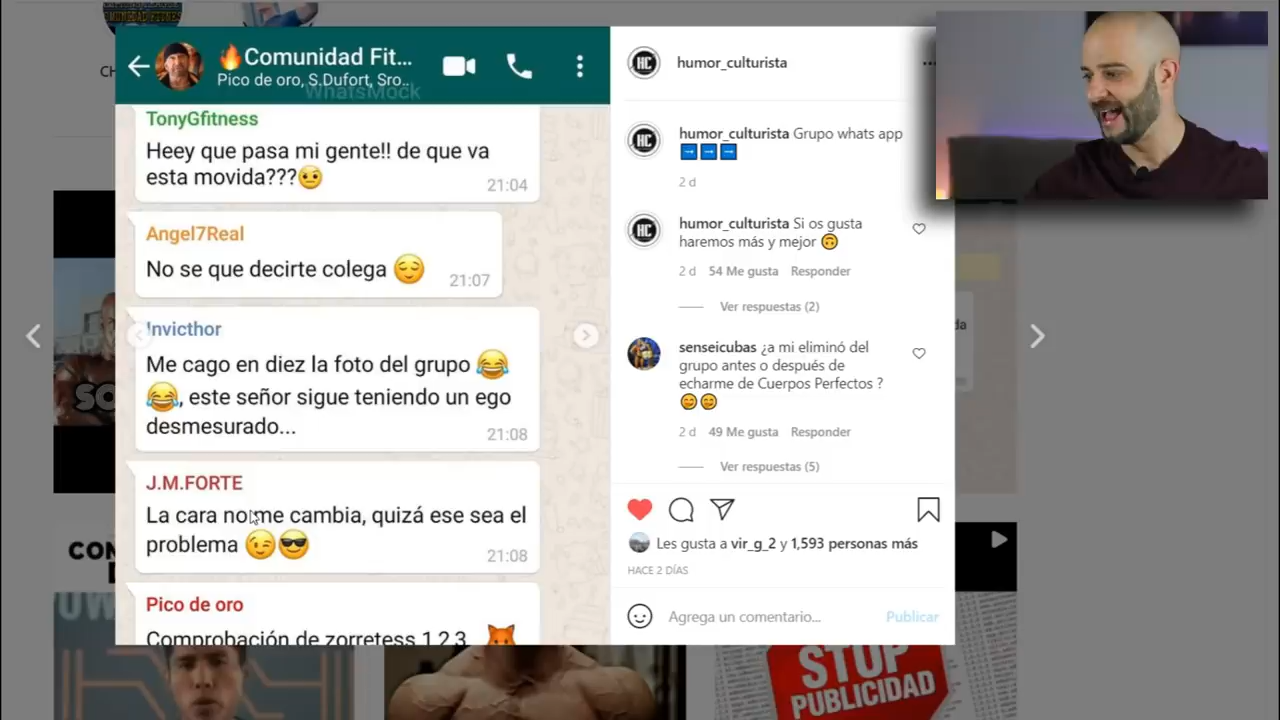 🔥Comunidad Fit...
Pico de oro, S.Dufort, Sro..
WhatsMock
TonyGfitness
Heey que pasa mi gente!! de que va
esta movida???🤨
21:04
Angel7Real
No se que decirte colega 😌
21:07
Invicthor
Me cago en diez la foto del grupo 😂
😂, este señor sigue teniendo un ego
desmesurado...
21:08
J.M.FORTE
La cara no me cambia, quizá ese sea el
problema 😉😎
21:08
Pico de oro
Comprobación de zorretess 1,2,3 🦊
HC
humor_culturista
...
HC
humor_culturista Grupo whats app
➡➡➡
2 d
HC
humor_culturista Si os gusta
haremos más y mejor 🙃
2 d 54 Me gusta Responder
Ver respuestas (2)
senseicubas ¿a mi eliminó del
grupo antes o después de
echarme de Cuerpos Perfectos ?
😊😊
2 d 49 Me gusta Responder
Ver respuestas (5)
Les gusta a vir_g_2 y 1,593 personas más
HACE 2 DÍAS
Agrega un comentario... Publicar
CH
SO
CON
STOP
PUBLICIDAD